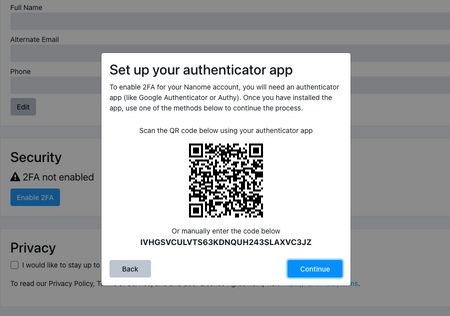 Full Name
Alternate Email
Phone
Edit
Set up your authenticator app
To enable 2FA for your Nanome account, you will need an authenticator
app (like Google Authenticator or Authy). Once you have installed the
app, use one of the methods below to continue the process.
Scan the QR code below using your authenticator app
Or manually enter the code below
IVHGSVCULVTS63KDNQUH243SLAXVC3JZ
Back
Continue
Security
2FA not enabled
Enable 2FA
Privacy
I would like to stay up to
To read our Privacy Policy,